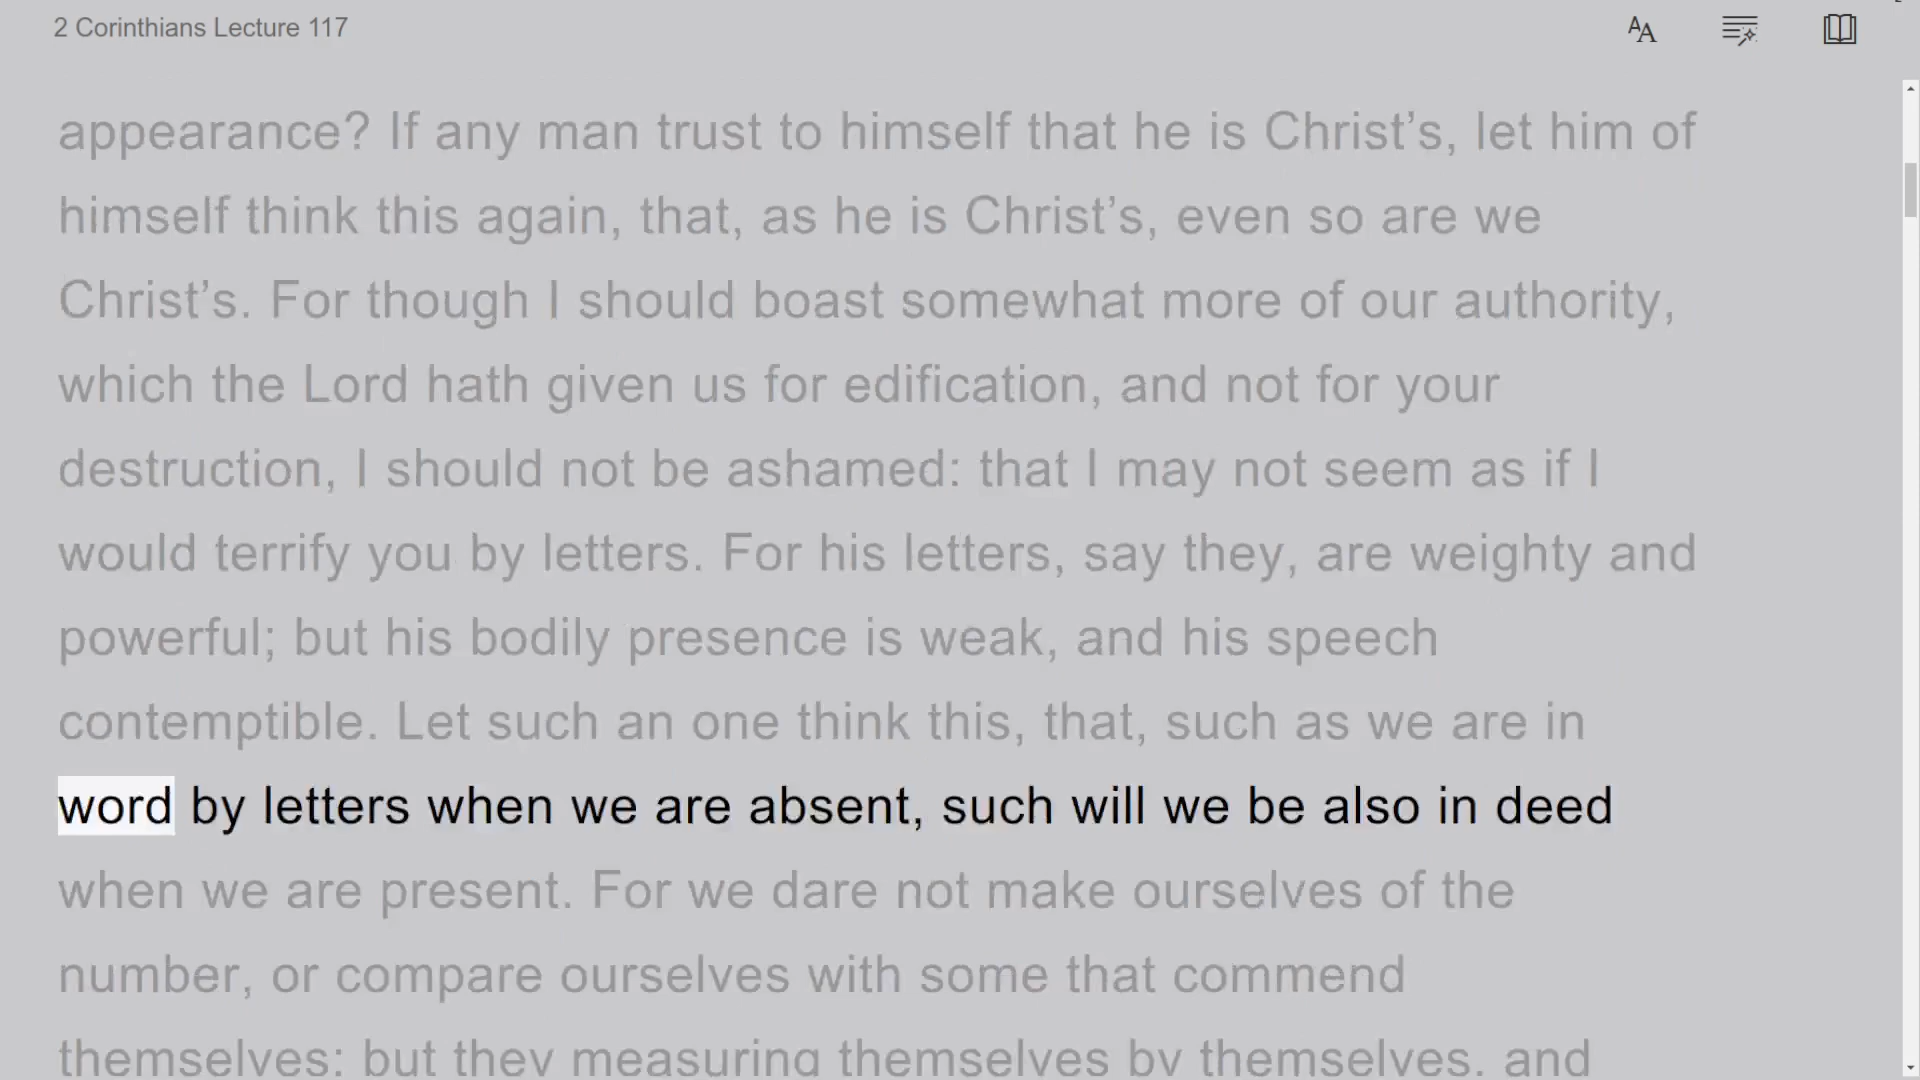 2 Corinthians Lecture 117
appearance? If any man trust to himself that he is Christ’s, let him of
himself think this again, that, as he is Christ’s, even so are we
Christ’s. For though I should boast somewhat more of our authority,
which the Lord hath given us for edification, and not for your
destruction, I should not be ashamed: that I may not seem as if I
would terrify you by letters. For his letters, say they, are weighty and
powerful; but his bodily presence is weak, and his speech
contemptible. Let such an one think this, that, such as we are in
word by letters when we are absent, such will we be also in deed
when we are present. For we dare not make ourselves of the
number, or compare ourselves with some that commend
themselves: but they measuring themselves by themselves, and